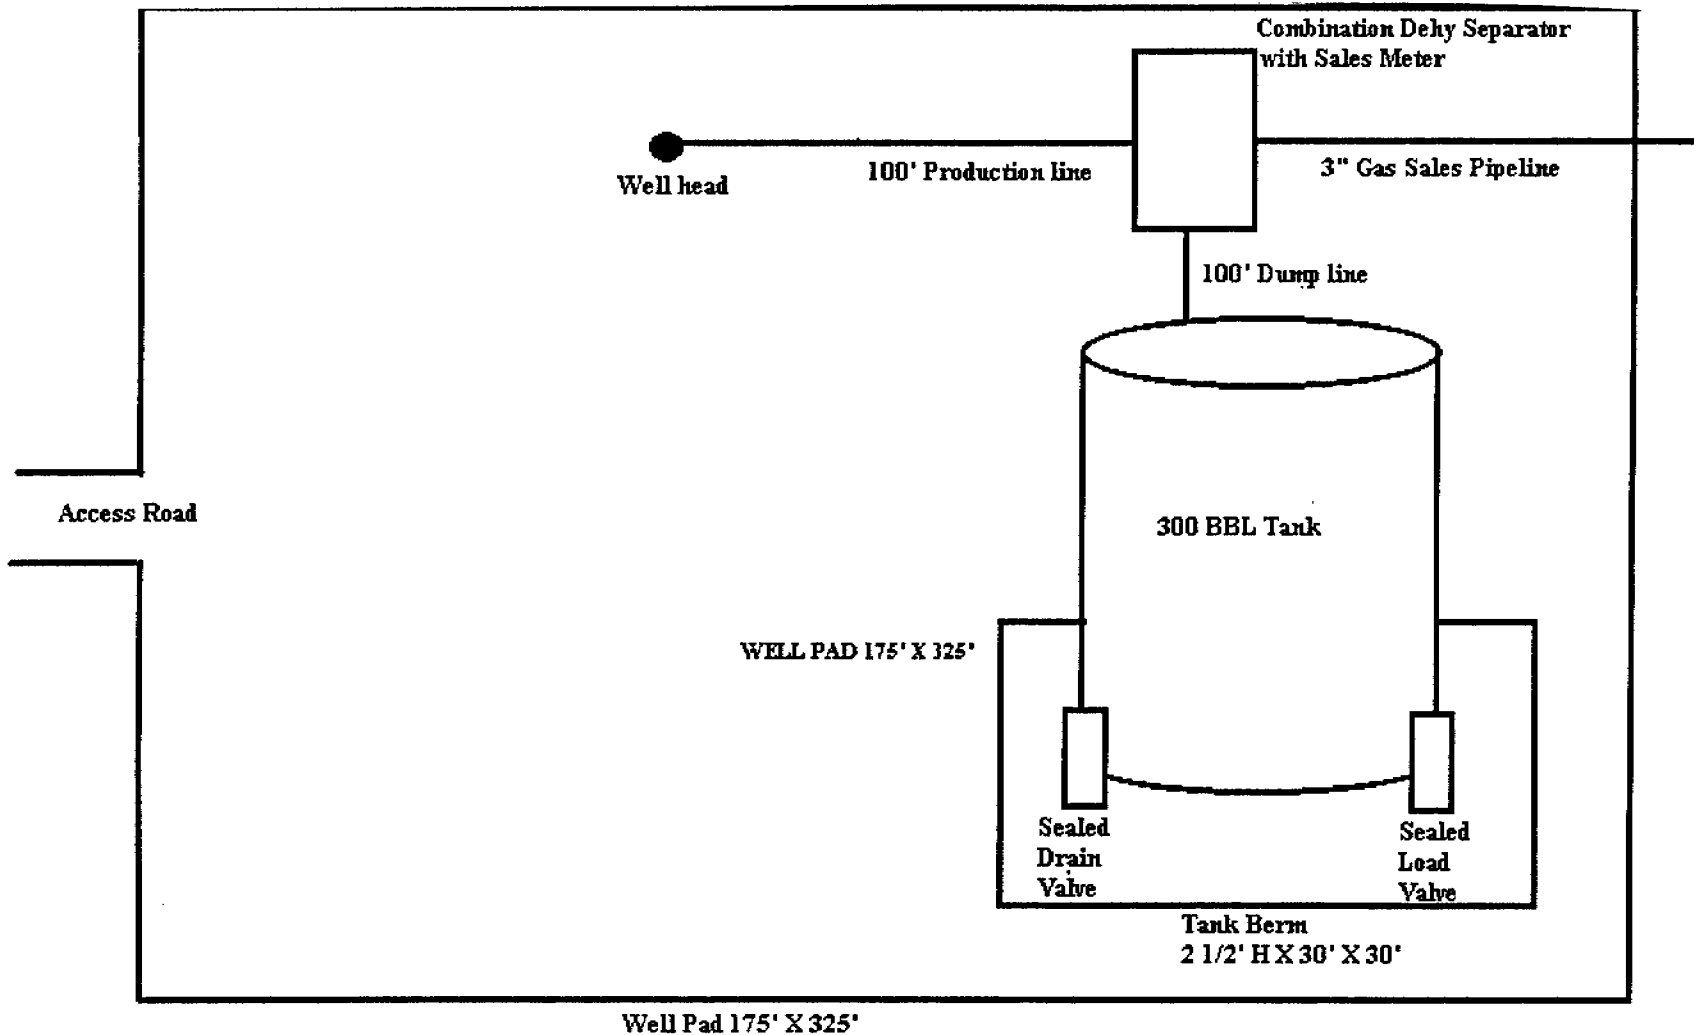 Combination Dehy Separator
with Sales Meter
100' Production line
3" Gas Sales Pipeline
Well head
100' Dump line
Access Road
300 BBL Tank
WELL PAD 175' X 325'
Sealed
Drain
Valve
Sealed
Load
Valve
Tank Berm
2 1/2' H X 30' X 30'
Well Pad 175' X 325'